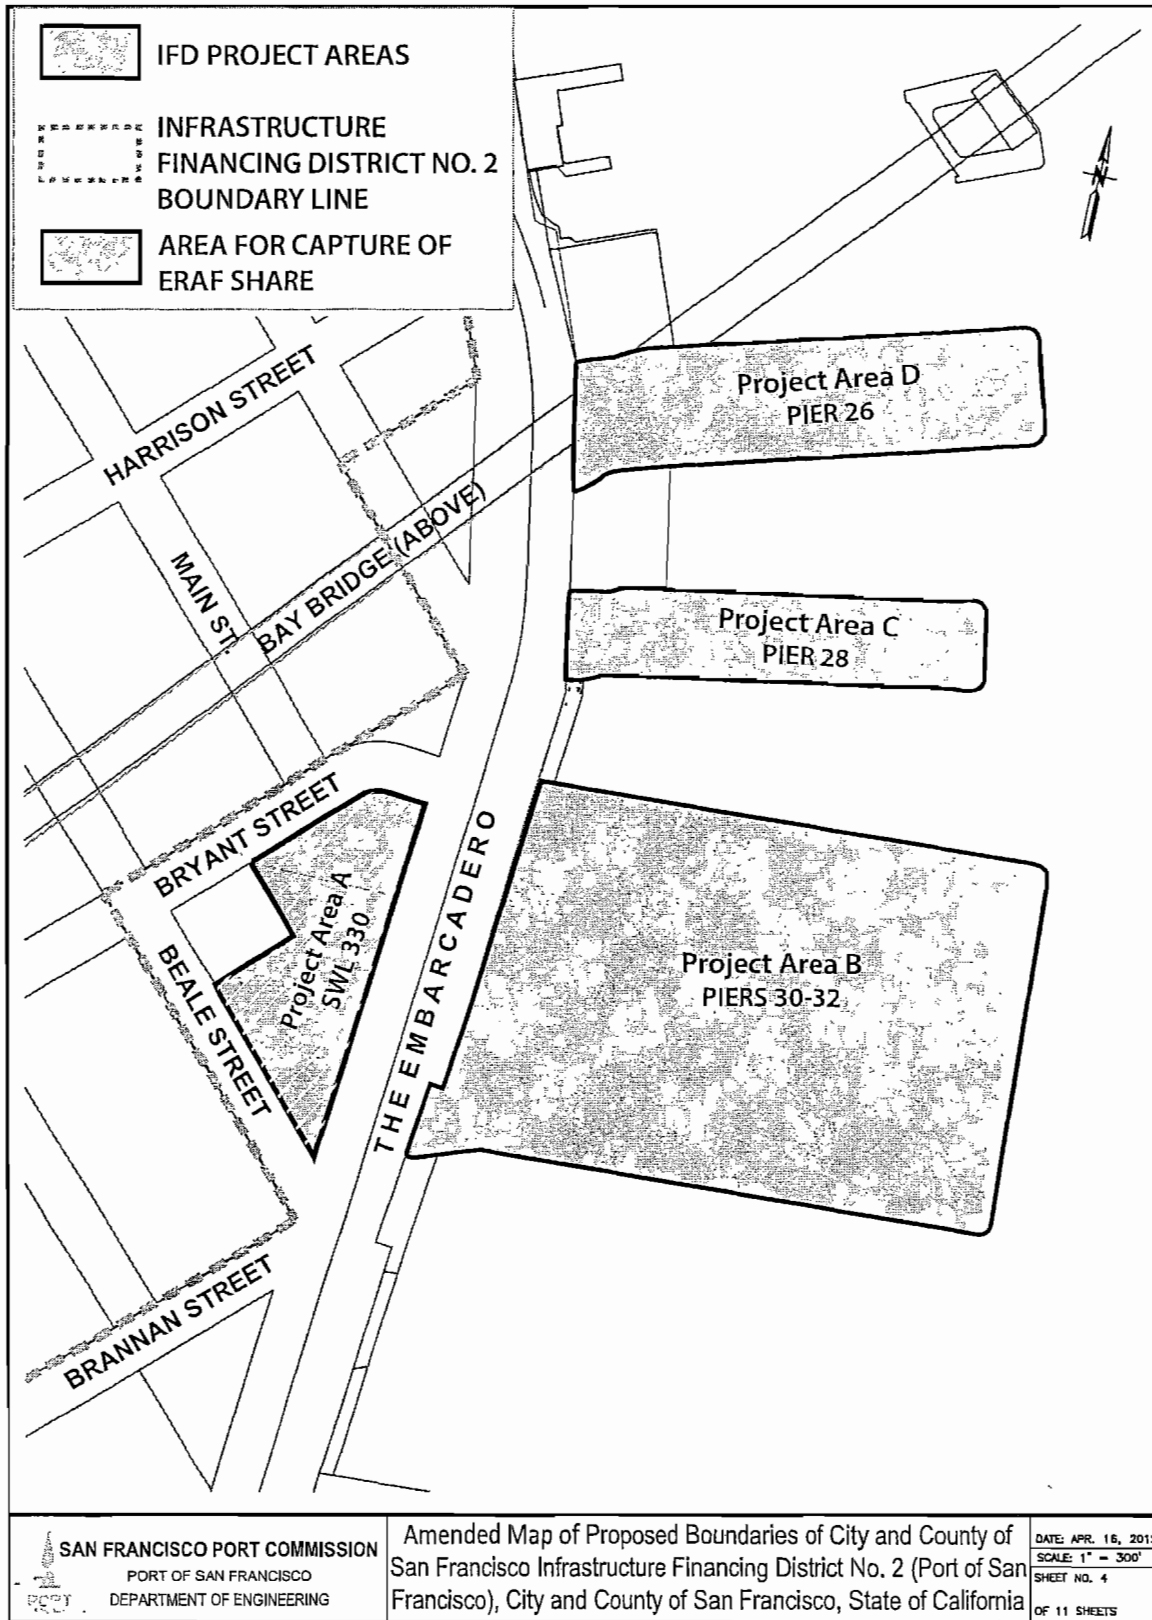 IFD PROJECT AREAS
INFRASTRUCTURE
FINANCING DISTRICT NO. 2
BOUNDARY LINE
AREA FOR CAPTURE OF
ERAF SHARE
N
HARRISON STREET
MAIN ST.
BAY BRIDGE (ABOVE)
Project Area D
PIER 26
Project Area C
PIER 28
BRYANT STREET
Project Area A
SWL 330
BEALE STREET
THE EMBARCADERO
Project Area B
PIERS 30-32
BRANNAN STREET
SAN FRANCISCO PORT COMMISSION
PORT OF SAN FRANCISCO
DEPARTMENT OF ENGINEERING
Amended Map of Proposed Boundaries of City and County of
San Francisco Infrastructure Financing District No. 2 (Port of San
Francisco), City and County of San Francisco, State of California
DATE: APR. 16,
SCALE: 1" = 300'
SHEET NO. 4
OF 11 SHEETS